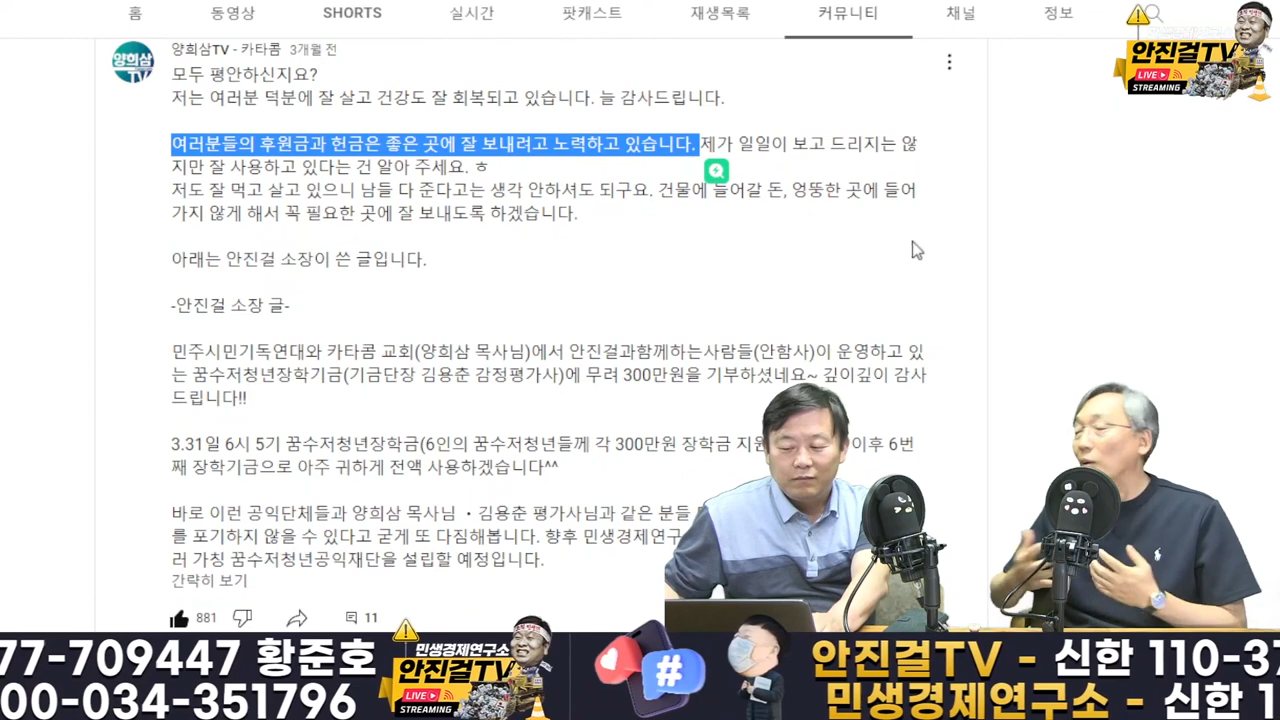 홈 동영상 SHORTS 실시간 팟캐스트 재생목록 커뮤니티 채널 정보
양희삼TV - 카타콤 3개월 전
양희삼
TV
모두 평안하신지요?
저는 여러분 덕분에 잘 살고 건강도 잘 회복되고 있습니다. 늘 감사드립니다.
여러분들의 후원금과 헌금은 좋은 곳에 잘 보내려고 노력하고 있습니다. 제가 일일이 보고 드리지는 않
지만 잘 사용하고 있다는 건 알아 주세요. ㅎ
저도 잘 먹고 살고 있으니 남들 다 준다고는 생각 안하셔도 되구요. 건물에 들어갈 돈, 엉뚱한 곳에 들어
가지 않게 해서 꼭 필요한 곳에 잘 보내도록 하겠습니다.
아래는 안진걸 소장이 쓴 글입니다.
-안진걸 소장 글-
민주시민기독연대와 카타콤 교회(양희삼 목사님)에서 안진걸과함께하는사람들(안함사)이 운영하고 있
는 꿈수저청년장학기금(기금단장 김용춘 감정평가사)에 무려 300만원을 기부하셨네요~ 깊이깊이 감사
드립니다!!
3.31일 6시 5기 꿈수저청년장학금(6인의 꿈수저청년들께 각 300만원 장학금 지원 이후 6번
째 장학기금으로 아주 귀하게 전액 사용하겠습니다^^
바로 이런 공익단체들과 양희삼 목사님 ・김용춘 평가사님과 같은 분들
를 포기하지 않을 수 있다고 굳게 또 다짐해봅니다. 향후 민생경제연구
러 가칭 꿈수저청년공익재단을 설립할 예정입니다.
간략히 보기
881 11
안진걸TV
LIVE
STREAMING
77-709447 황준호
00-034-351796
민생경제연구소
안진걸TV
LIVE
STREAMING
#
안진걸TV - 신한 110-37
민생경제연구소 - 신한 1